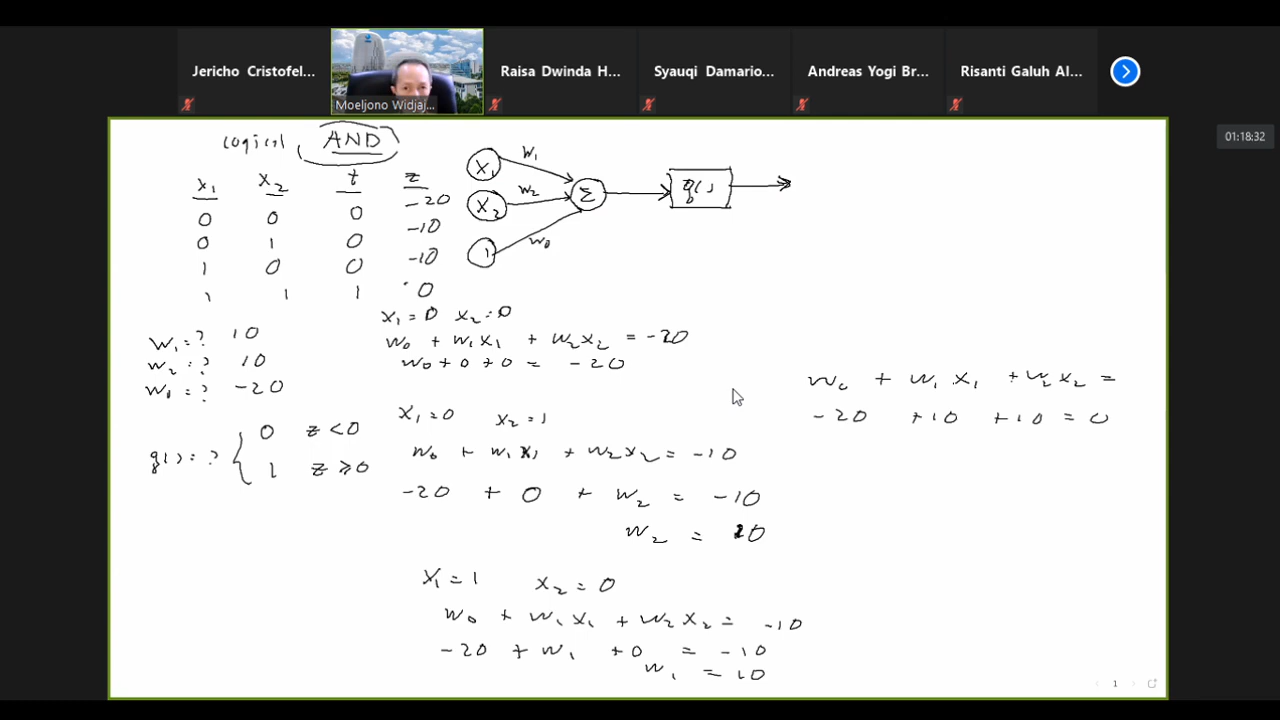 Jericho Cristofel...
Moeljono Widjaj...
Raisa Dwinda H...
Syauqi Damario...
Andreas Yogi Br...
Risanti Galuh Al...
01:18:32
Logical AND
x₁ x₂ t z
0 0 0 -20
0 1 0 -10
1 0 0 -10
1 1 1 0
x₁ w₁
x₂ w₂
1 w₀
Σ
g( )
w₁ = ? 10
w₂ = ? 10
w₀ = ? -20
g( ) = ? { 0 z < 0
1 z ≥ 0
x₁ = 0 x₂ = 0
w₀ + w₁x₁ + w₂x₂ = -20
w₀ + 0 + 0 = -20
x₁ = 0 x₂ = 1
w₀ + w₁x₁ + w₂x₂ = -10
-20 + 0 + w₂ = -10
w₂ = 10
x₁ = 1 x₂ = 0
w₀ + w₁x₁ + w₂x₂ = -10
-20 + w₁ + 0 = -10
w₁ = 10
w₀ + w₁x₁ + w₂x₂ =
-20 + 10 + 10 = 0
1